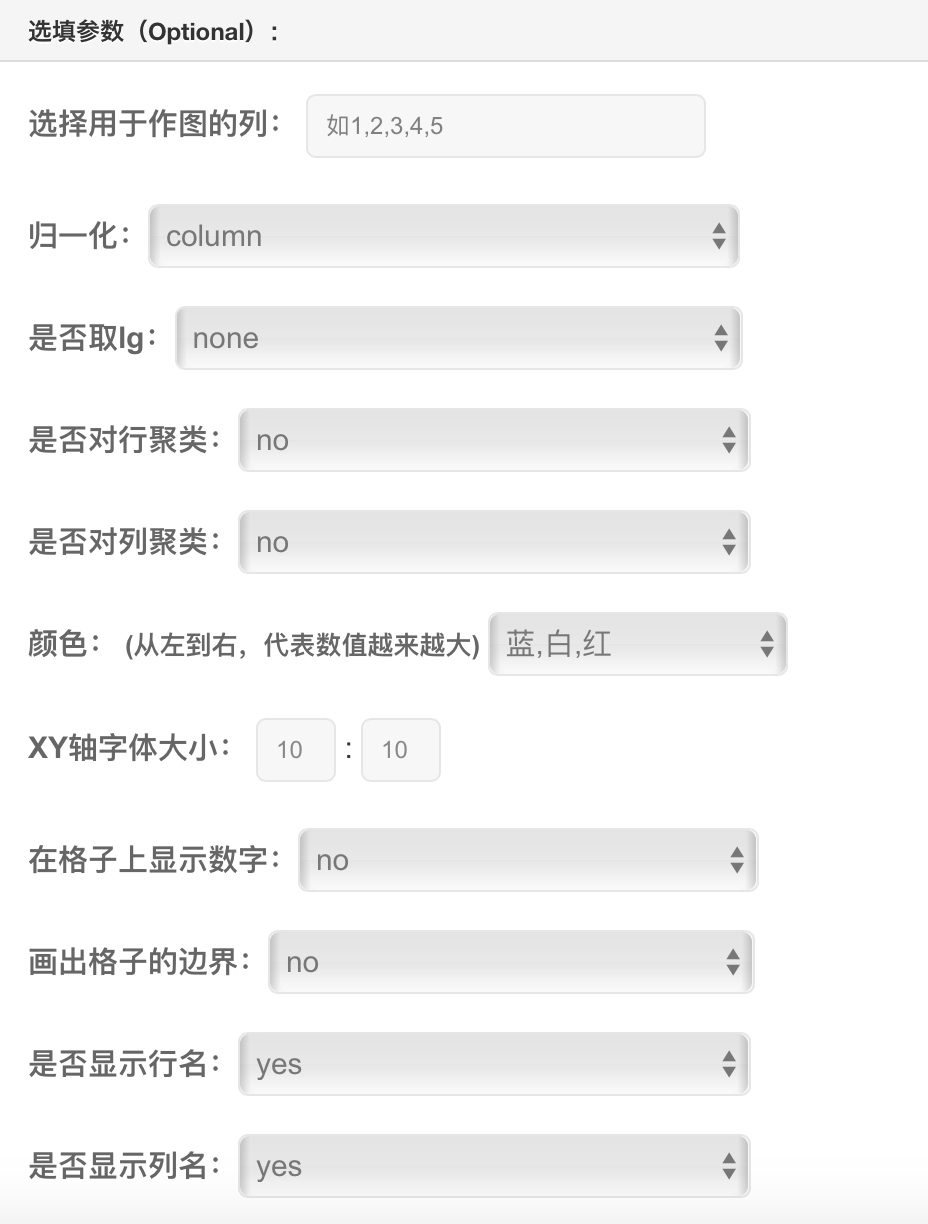 选填参数（Optional）:
选择用于作图的列： 如1,2,3,4,5
归一化： column
是否取lg： none
是否对行聚类： no
是否对列聚类： no
颜色： (从左到右，代表数值越来越大) 蓝,白,红
XY轴字体大小： 10 : 10
在格子上显示数字： no
画出格子的边界： no
是否显示行名： yes
是否显示列名： yes